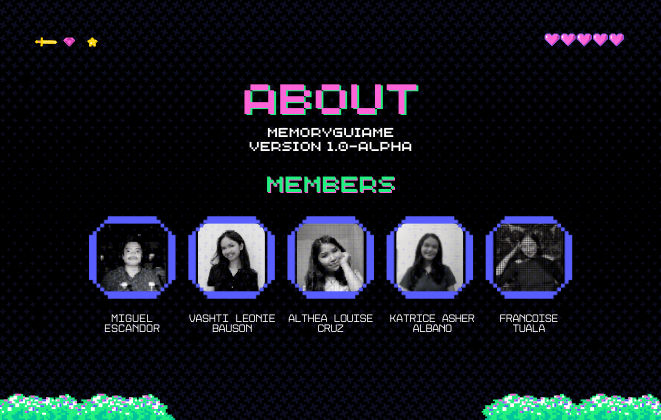 ABOUT
MEMORYGUIAME
VERSION 1.0-ALPHA
MEMBERS
MIGUEL
ESCANDOR
VASHTI LEONIE
BAUSON
ALTHEA LOUISE
CRUZ
KATRICE ASHER
ALBANO
FRANCOISE
TUALA